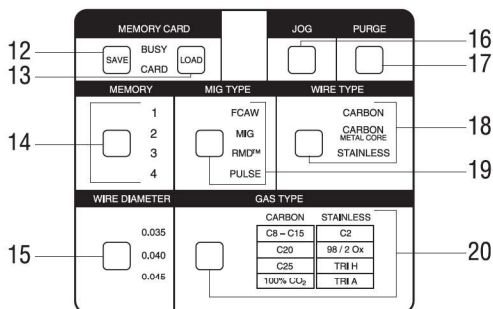 MEMORY CARD
JOG
PURGE
12
SAVE
BUSY
CARD
LOAD
13
16
17
MEMORY
MIG TYPE
WIRE TYPE
14
1
2
3
4
FCAW
MIG
RMD™
PULSE
CARBON
CARBON
METAL CORE
STAINLESS
18
19
WIRE DIAMETER
GAS TYPE
15
0.035
0.040
0.045
CARBON STAINLESS
C8 – C15 C2
C20 98 / 2 Ox
C25 TRI H
100% CO₂ TRI A
20